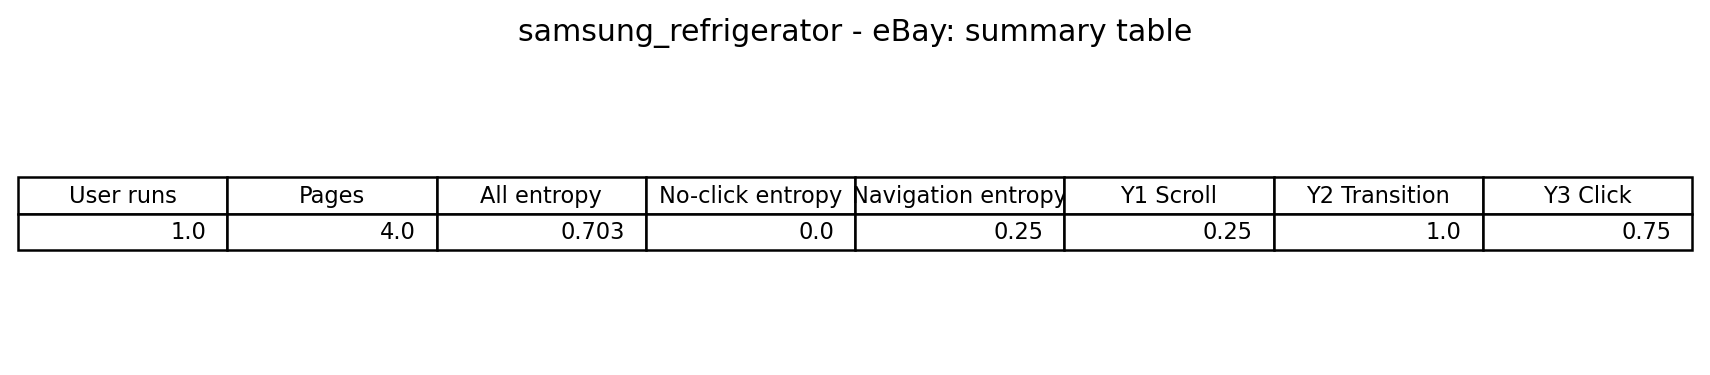 samsung_refrigerator - eBay: summary table
User runs Pages All entropy No-click entropy Navigation entropy Y1 Scroll Y2 Transition Y3 Click
1.0 4.0 0.703 0.0 0.25 0.25 1.0 0.75